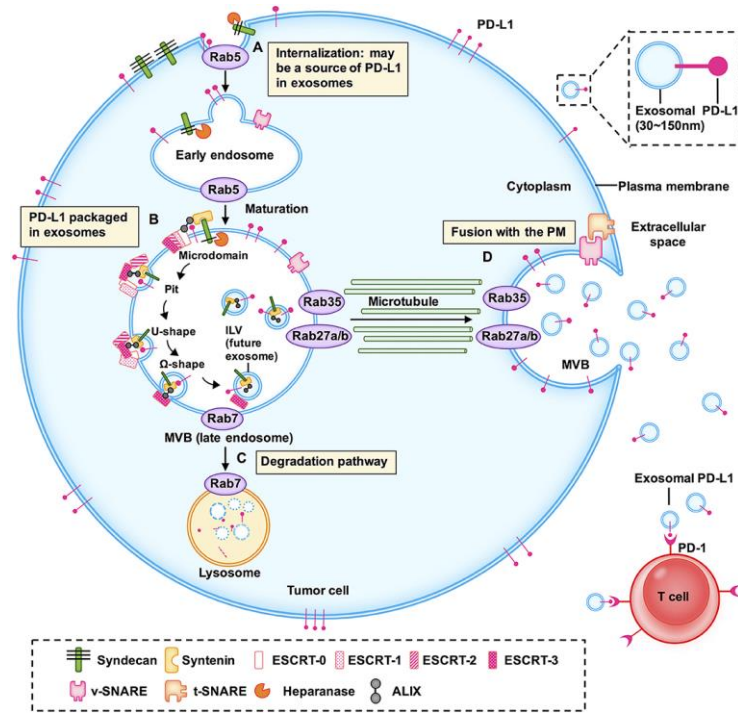 PD-L1
A
Rab5
Internalization: may
be a source of PD-L1
in exosomes
Exosomal
(30~150nm)
PD-L1
Early endosome
Rab5
Cytoplasm
Plasma membrane
Maturation
PD-L1 packaged
in exosomes
B
Extracellular
space
Fusion with the PM
D
Microdomain
Pit
U-shape
Ω-shape
ILV
(future
exosome)
Rab35
Rab27a/b
Microtubule
Rab35
Rab27a/b
MVB
Rab7
MVB (late endosome)
C
Degradation pathway
Rab7
Lysosome
Exosomal PD-L1
PD-1
T cell
Tumor cell
Syndecan
Syntenin
ESCRT-0
ESCRT-1
ESCRT-2
ESCRT-3
v-SNARE
t-SNARE
Heparanase
ALIX